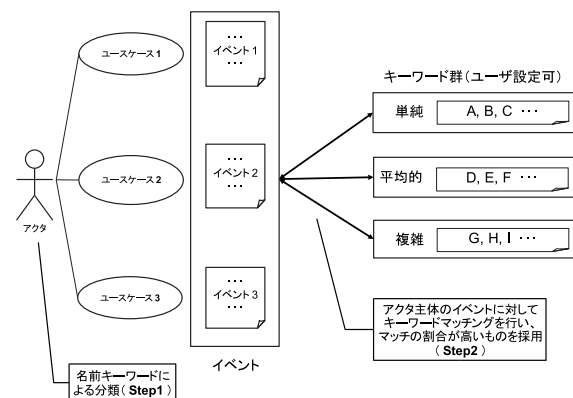 ユースケース1
…
イベント1
…
キーワード群(ユーザ設定可)
単純
A, B, C …
ユースケース2
…
イベント2
…
平均的
D, E, F …
アクタ
複雑
G, H, I …
ユースケース3
…
イベント3
…
アクタ主体のイベントに対して
キーワードマッチングを行い、
マッチの割合が高いものを採用
( Step2 )
イベント
名前キーワードに
よる分類( Step1 )